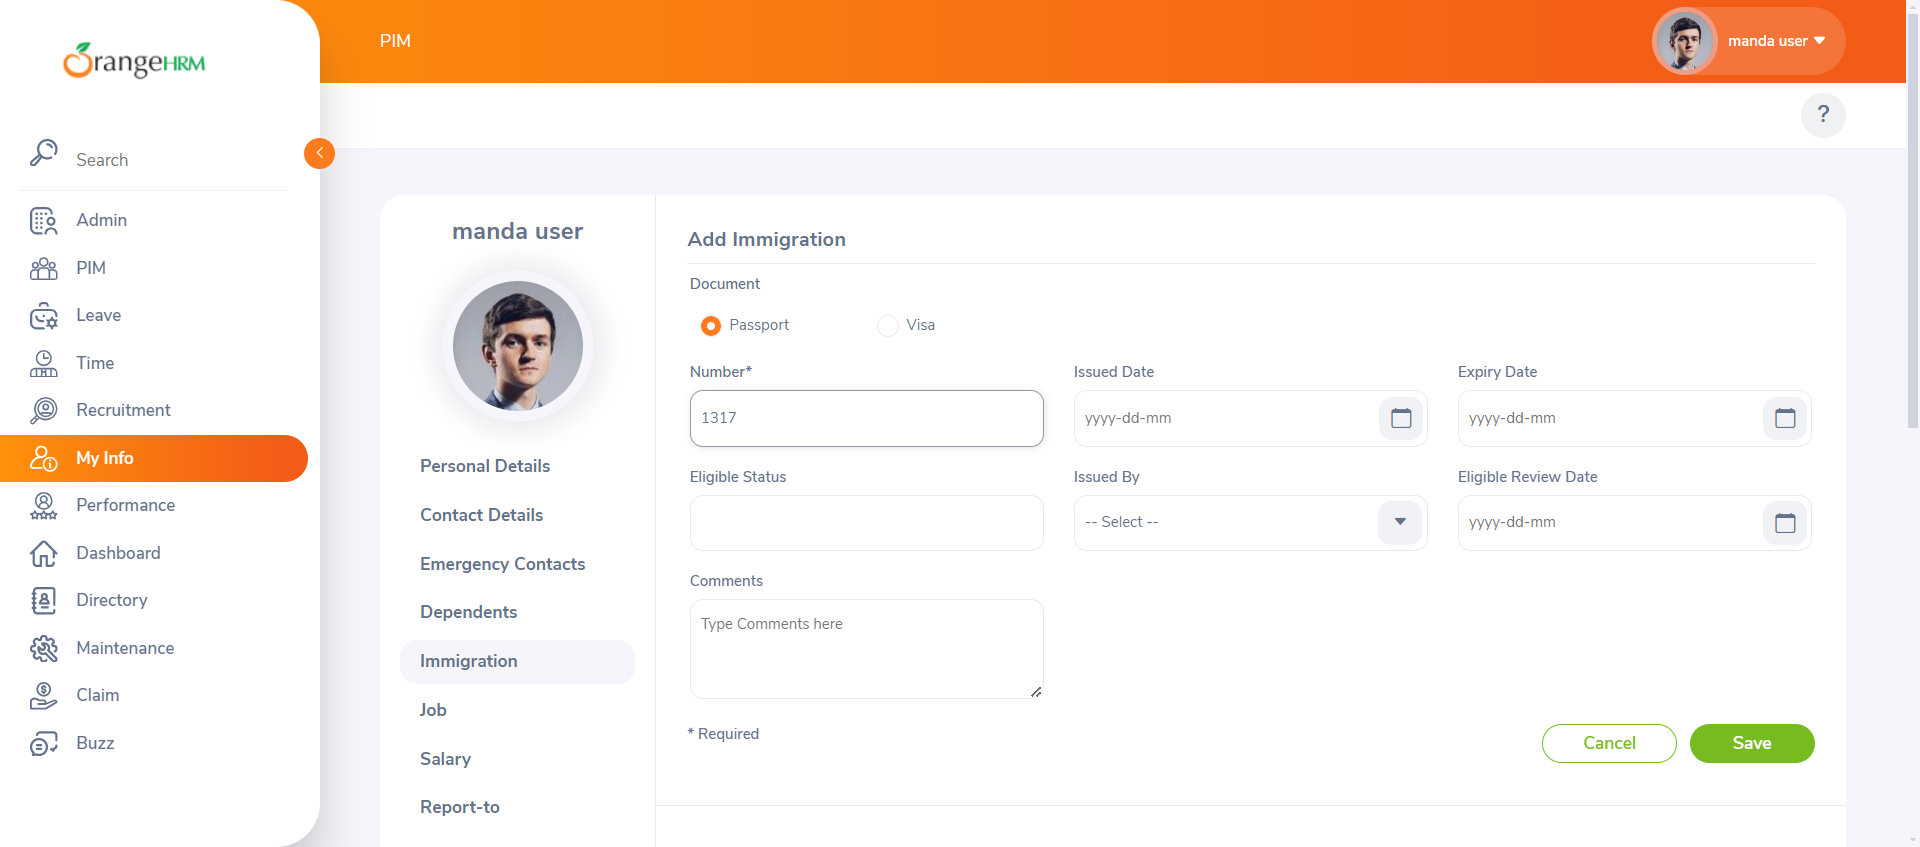 OrangeHRM
Search
Admin
PIM
Leave
Time
Recruitment
My Info
Performance
Dashboard
Directory
Maintenance
Claim
Buzz
PIM
manda user
?
manda user
Personal Details
Contact Details
Emergency Contacts
Dependents
Immigration
Job
Salary
Report-to
Add Immigration
Document
Passport Visa
Number* Issued Date Expiry Date
1317 yyyy-dd-mm yyyy-dd-mm
Eligible Status Issued By Eligible Review Date
-- Select -- yyyy-dd-mm
Comments
Type Comments here
* Required
Cancel Save